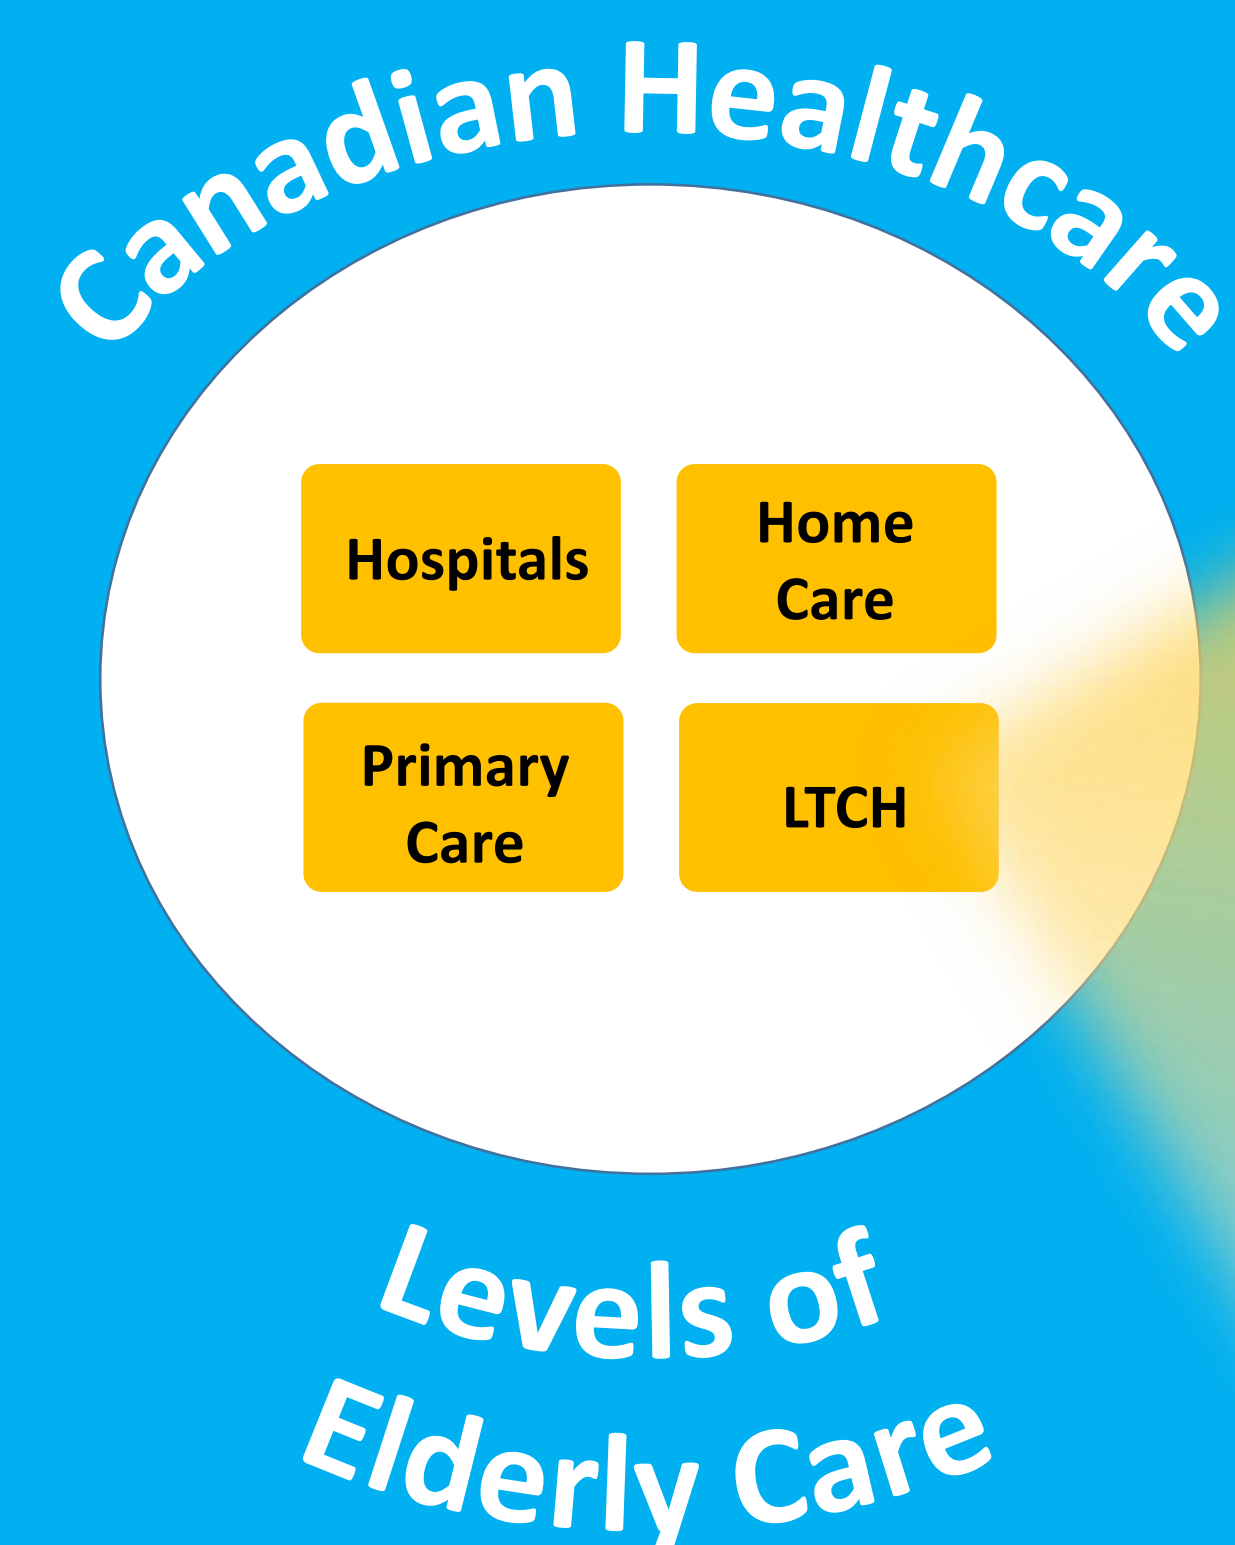 Canadian Healthcare
Hospitals
Home
Care
Primary
Care
LTCH
Levels of
Elderly Care